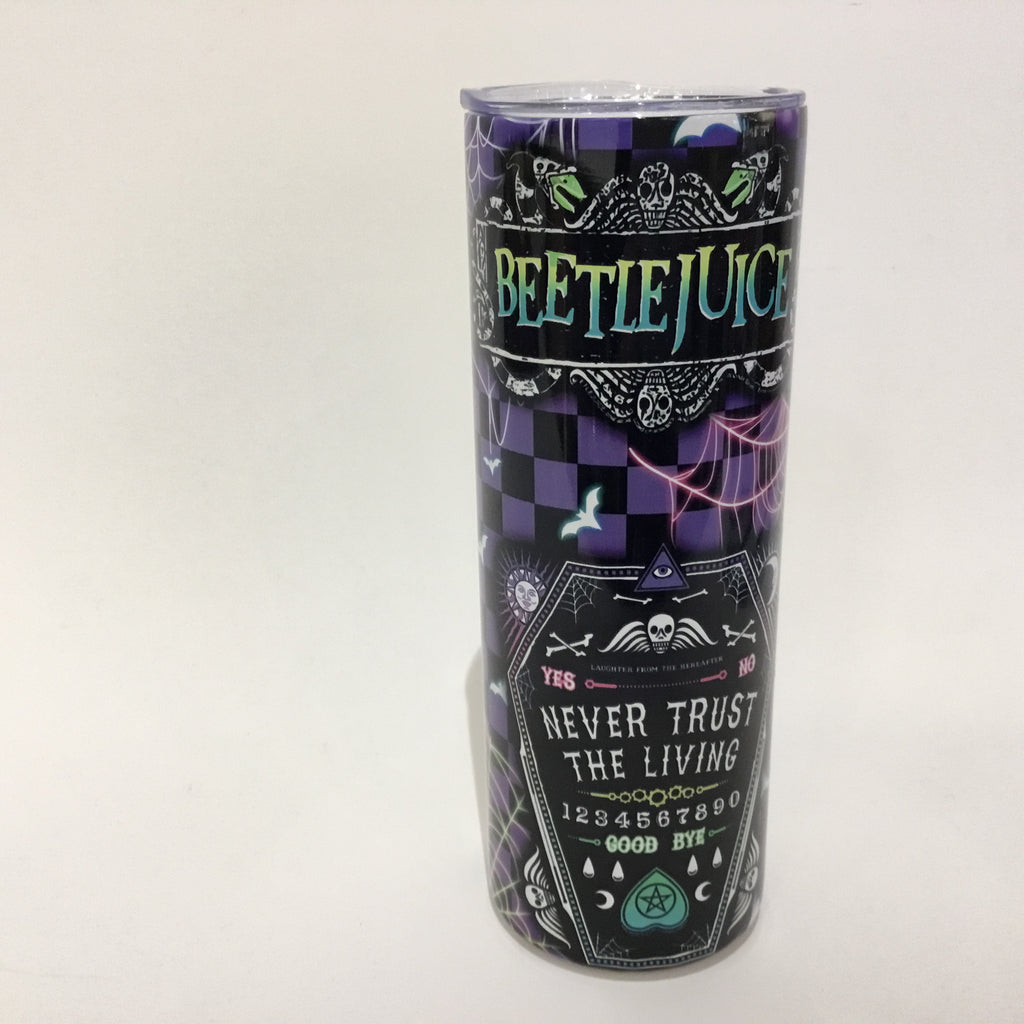 BEETLEJUICE
LAUGHTER FROM THE HEREAFTER
YES NO
NEVER TRUST
THE LIVING
1234567890
GOOD BYE